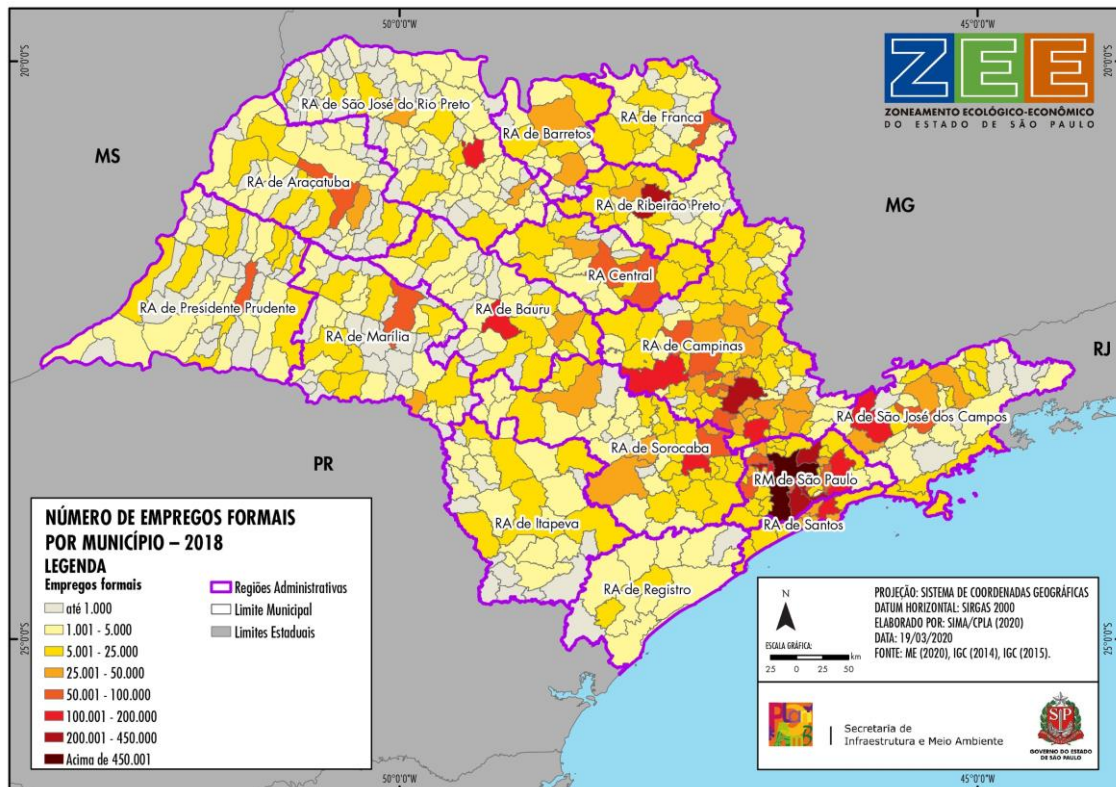 50°0'0"W
45°0'0"W
20°0'0"S
20°0'0"S
ZEE
ZONEAMENTO ECOLÓGICO-ECONÔMICO
DO ESTADO DE SÃO PAULO
RA de São José do Rio Preto
RA de Barretos
RA de Franca
MS
RA de Araçatuba
RA de Ribeirão Preto
MG
RA Central
RA de Presidente Prudente
RA de Bauru
RA de Marília
RA de Campinas
RJ
RA de São José dos Campos
RA de Sorocaba
PR
RM de São Paulo
RA de Itapeva
RA de Santos
RA de Registro
NÚMERO DE EMPREGOS FORMAIS
POR MUNICÍPIO – 2018
LEGENDA
Empregos formais
até 1.000
1.001 - 5.000
5.001 - 25.000
25.001 - 50.000
50.001 - 100.000
100.001 - 200.000
200.001 - 450.000
Acima de 450.001
Regiões Administrativas
Limite Municipal
Limites Estaduais
N
ESCALA GRÁFICA:
km
25 0 25 50
PROJEÇÃO: SISTEMA DE COORDENADAS GEOGRÁFICAS
DATUM HORIZONTAL: SIRGAS 2000
ELABORADO POR: SIMA/CPLA (2020)
DATA: 19/03/2020
FONTE: ME (2020), IGC (2014), IGC (2015).
25°0'0"S
25°0'0"S
Secretaria de
Infraestrutura e Meio Ambiente
SP
GOVERNO DO ESTADO
DE SÃO PAULO
50°0'0"W
45°0'0"W